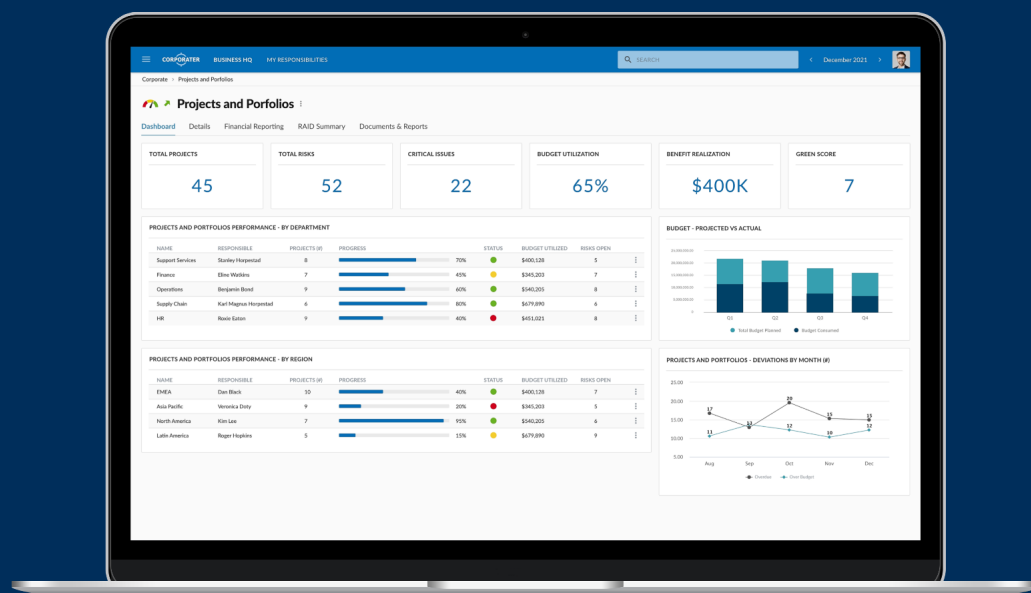 CORPORATER BUSINESS HQ MY RESPONSIBILITIES SEARCH < December 2021 >
Corporate > Projects and Porfolios
Projects and Porfolios
Dashboard Details Financial Reporting RAID Summary Documents & Reports
TOTAL PROJECTS TOTAL RISKS CRITICAL ISSUES BUDGET UTILIZATION BENEFIT REALIZATION GREEN SCORE
45 52 22 65% $400K 7
PROJECTS AND PORTFOLIOS PERFORMANCE - BY DEPARTMENT
NAME RESPONSIBLE PROJECTS (#) PROGRESS STATUS BUDGET UTILIZED RISKS OPEN
Support Services Stanley Horpestad 8 70% $400,128 5
Finance Eline Watkins 7 45% $345,203 7
Operations Benjamin Bond 9 60% $540,205 8
Supply Chain Karl Magnus Horpestad 6 80% $679,890 6
HR Roxie Eaton 9 40% $451,021 8
BUDGET - PROJECTED VS ACTUAL
Q1 Q2 Q3 Q4
Total Budget Planned Budget Consumed
PROJECTS AND PORTFOLIOS PERFORMANCE - BY REGION
NAME RESPONSIBLE PROJECTS (#) PROGRESS STATUS BUDGET UTILIZED RISKS OPEN
EMEA Dan Black 10 40% $400,128 7
Asia Pacific Veronica Doty 9 20% $345,203 5
North America Kim Lee 7 95% $540,205 6
Latin America Roger Hopkins 5 15% $679,890 9
PROJECTS AND PORTFOLIOS - DEVIATIONS BY MONTH (#)
25.00
20.00
15.00
10.00
5.00
17 20 15 15
11 13 12 10 12
Aug Sep Oct Nov Dec
Overdue Over Budget